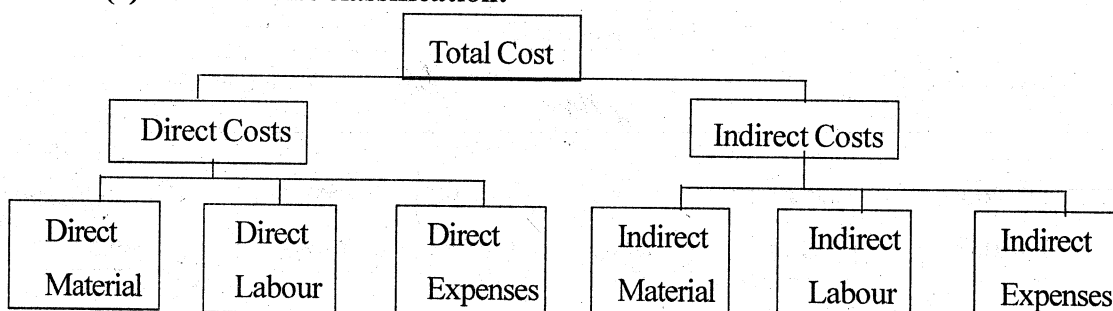 Total Cost
Direct Costs
Indirect Costs
Direct
Material
Direct
Labour
Direct
Expenses
Indirect
Material
Indirect
Labour
Indirect
Expenses